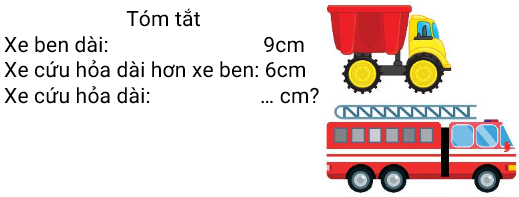 Tóm tắt
Xe ben dài: 9cm
Xe cứu hỏa dài hơn xe ben: 6cm
Xe cứu hỏa dài: ... cm?